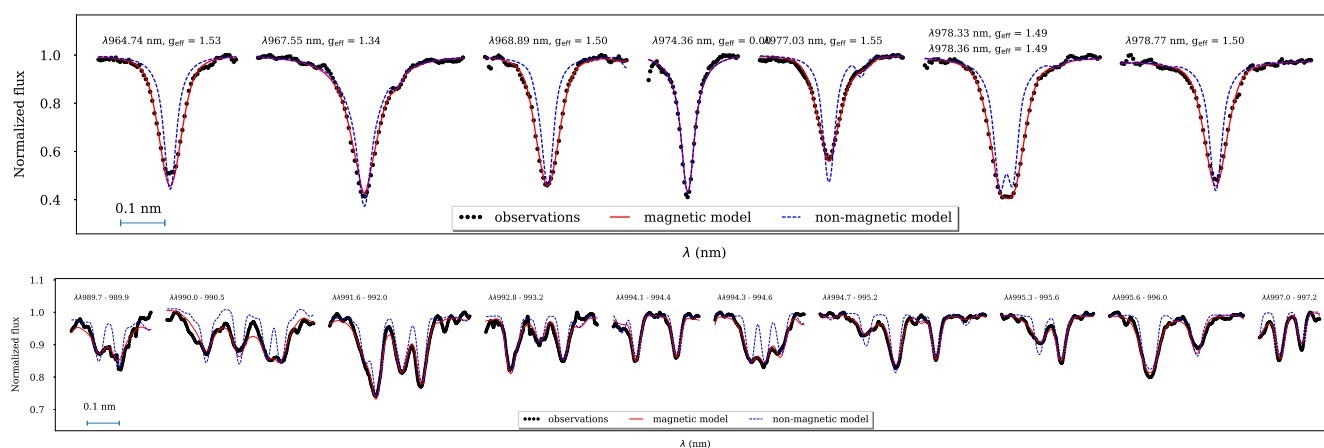 λ964.74 nm, g_eff = 1.53
λ967.55 nm, g_eff = 1.34
λ968.89 nm, g_eff = 1.50
λ974.36 nm, g_eff = 0.00
λ977.03 nm, g_eff = 1.55
λ978.33 nm, g_eff = 1.49
λ978.36 nm, g_eff = 1.49
λ978.77 nm, g_eff = 1.50
1.0
0.8
0.6
0.4
Normalized flux
0.1 nm
observations
magnetic model
non-magnetic model
λ (nm)
1.1
1.0
0.9
0.8
0.7
Normalized flux
λλ989.7 - 989.9
λλ990.0 - 990.5
λλ991.6 - 992.0
λλ992.8 - 993.2
λλ994.1 - 994.4
λλ994.3 - 994.6
λλ994.7 - 995.2
λλ995.3 - 995.6
λλ995.6 - 996.0
λλ997.0 - 997.2
0.1 nm
observations
magnetic model
non-magnetic model
λ (nm)